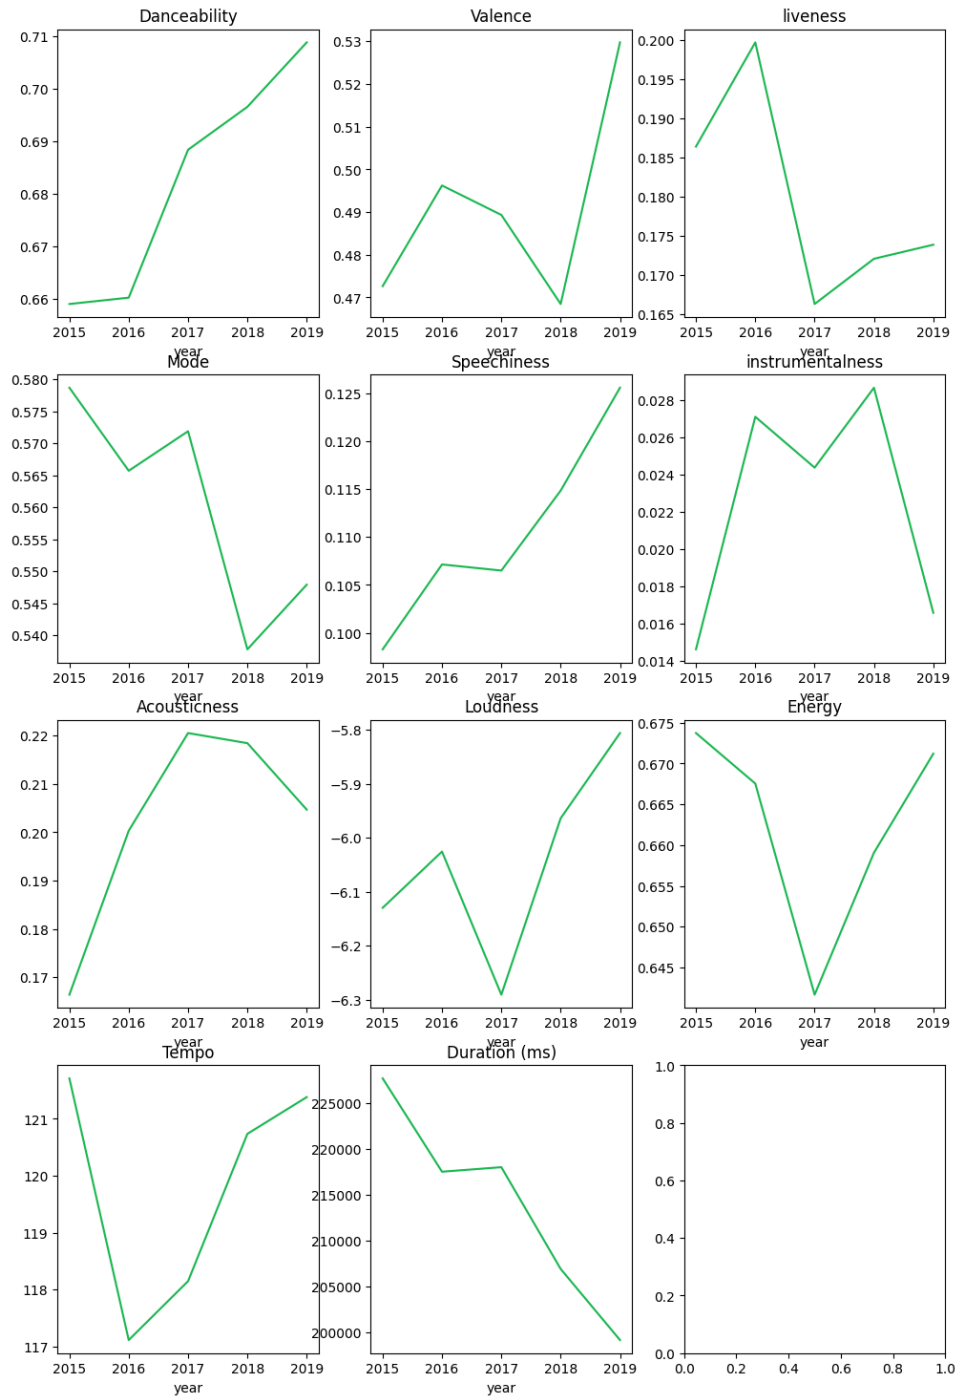 Danceability
0.71
0.70
0.69
0.68
0.67
0.66
2015 2016 2017 2018 2019
year
Valence
0.53
0.52
0.51
0.50
0.49
0.48
0.47
2015 2016 2017 2018 2019
liveness
0.200
0.195
0.190
0.185
0.180
0.175
0.170
0.165
2015 2016 2017 2018 2019
Mode
0.580
0.575
0.570
0.565
0.560
0.555
0.550
0.545
0.540
2015 2016 2017 2018 2019
year
Speechiness
year
0.125
0.120
0.115
0.110
0.105
0.100
2015 2016 2017 2018 2019
instrumentalness
year
0.028
0.026
0.024
0.022
0.020
0.018
0.016
0.014
2015 2016 2017 2018 2019
Acousticness
0.22
0.21
0.20
0.19
0.18
0.17
2015 2016 2017 2018 2019
year
Loudness
year
−5.8
−5.9
−6.0
−6.1
−6.2
−6.3
2015 2016 2017 2018 2019
Energy
year
0.675
0.670
0.665
0.660
0.655
0.650
0.645
2015 2016 2017 2018 2019
year
Tempo
121
120
119
118
117
2015 2016 2017 2018 2019
year
Duration (ms)
year
225000
220000
215000
210000
205000
200000
2015 2016 2017 2018 2019
year
1.0
0.8
0.6
0.4
0.2
0.0
0.0 0.2 0.4 0.6 0.8 1.0